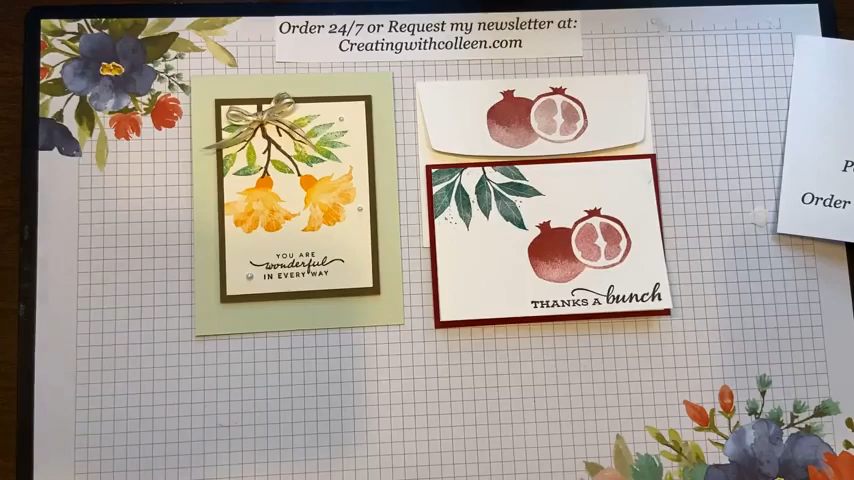 Order 24/7 or Request my newsletter at:
Creatingwithcolleen.com
YOU ARE
wonderful
IN EVERY WAY
THANKS A bunch
Order